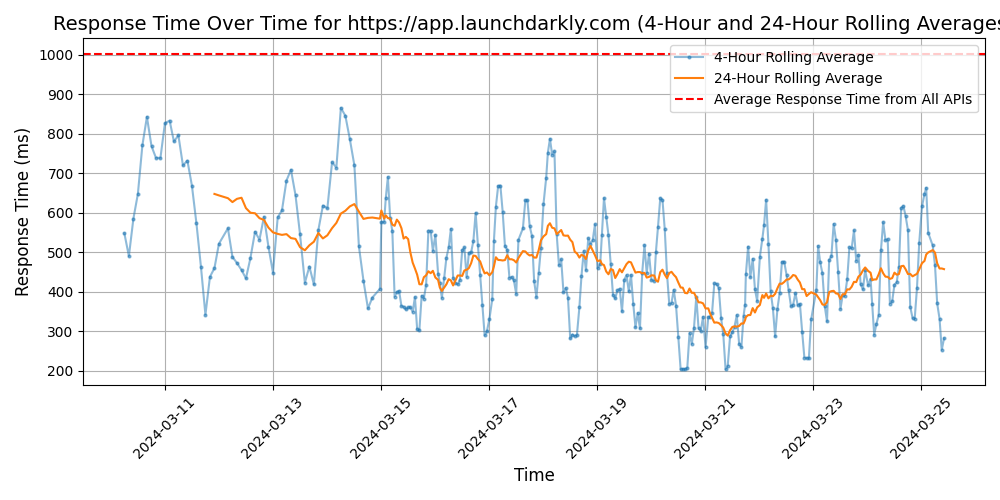 Response Time Over Time for https://app.launchdarkly.com (4-Hour and 24-Hour Rolling Averages
4-Hour Rolling Average
24-Hour Rolling Average
Average Response Time from All APIs
Response Time (ms)
1000
900
800
700
600
500
400
300
200
2024-03-11
2024-03-13
2024-03-15
2024-03-17
2024-03-19
2024-03-21
2024-03-23
2024-03-25
Time